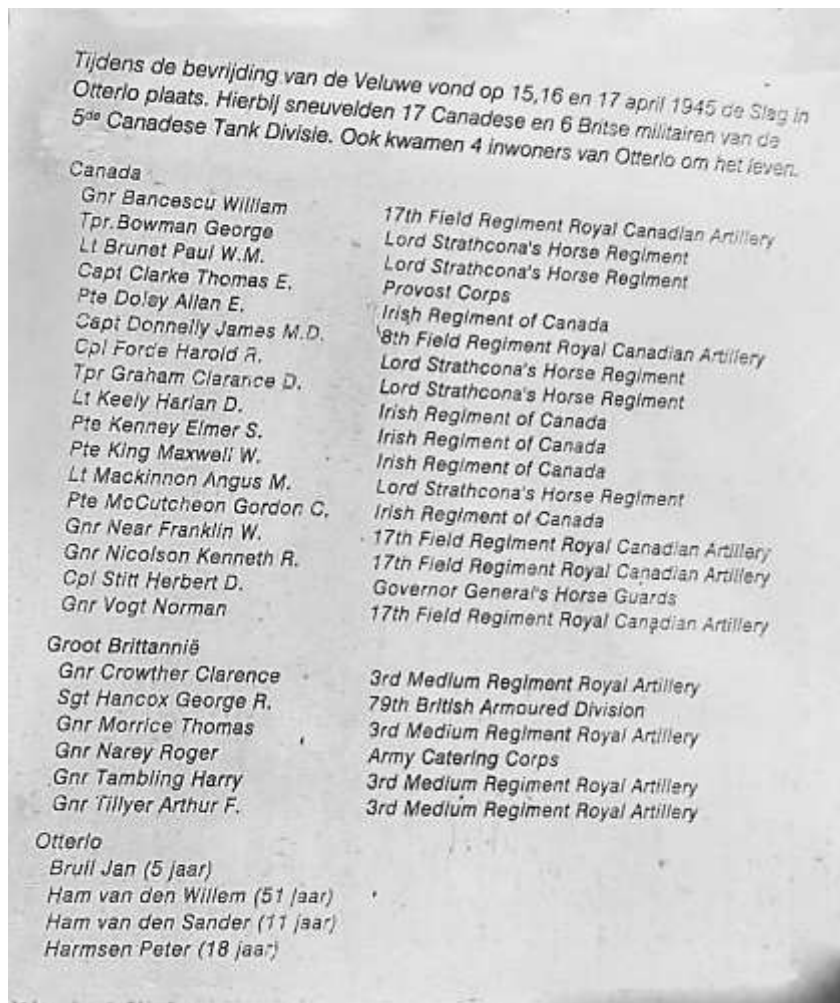 Tijdens de bevrijding van de Veluwe vond op 15,16 en 17 april 1945 de Slag in
Otterlo plaats. Hierbij sneuvelden 17 Canadese en 6 Britse militairen van de
5de Canadese Tank Divisie. Ook kwamen 4 inwoners van Otterlo om het leven.
Canada
Gnr Bancescu William 17th Field Regiment Royal Canadian Artillery
Tpr.Bowman George Lord Strathcona's Horse Regiment
Lt Brunet Paul W.M. Lord Strathcona's Horse Regiment
Capt Clarke Thomas E. Provost Corps
Pte Doley Allan E. Irish Regiment of Canada
Capt Donnelly James M.D. 8th Field Regiment Royal Canadian Artillery
Cpl Forde Harold R. Lord Strathcona's Horse Regiment
Tpr Graham Clarance D. Lord Strathcona's Horse Regiment
Lt Keely Harlan D. Irish Regiment of Canada
Pte Kenney Elmer S. Irish Regiment of Canada
Pte King Maxwell W. Irish Regiment of Canada
Lt Mackinnon Angus M. Lord Strathcona's Horse Regiment
Pte McCutcheon Gordon C. Irish Regiment of Canada
Gnr Near Franklin W. 17th Field Regiment Royal Canadian Artillery
Gnr Nicolson Kenneth R. 17th Field Regiment Royal Canadian Artillery
Cpl Stitt Herbert D. Governor General's Horse Guards
Gnr Vogt Norman 17th Field Regiment Royal Canadian Artillery
Groot Brittannië
Gnr Crowther Clarence 3rd Medium Regiment Royal Artillery
Sgt Hancox George R. 79th British Armoured Division
Gnr Morrice Thomas 3rd Medium Regiment Royal Artillery
Gnr Narey Roger Army Catering Corps
Gnr Tambling Harry 3rd Medium Regiment Royal Artillery
Gnr Tillyer Arthur F. 3rd Medium Regiment Royal Artillery
Otterlo
Bruil Jan (5 jaar)
Ham van den Willem (51 jaar)
Ham van den Sander (11 jaar)
Harmsen Peter (18 jaar)